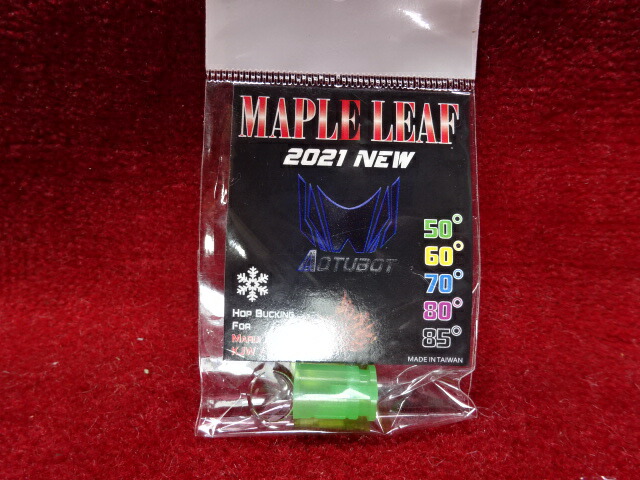 MAPLE LEAF
2021 NEW
AOTUBOT
50°
60°
70°
80°
85°
HOP BUCKING
FOR
MADE IN TAIWAN